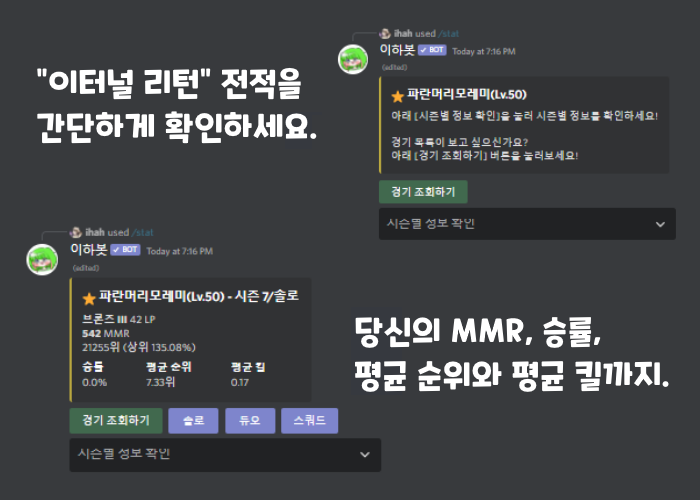 "이터널 리턴" 전적을
간단하게 확인하세요.
ihah used /stat
이하봇 ✓ BOT Today at 7:16 PM
(edited)
파란머리모레미(Lv.50)
아래 [시즌별 정보 확인]을 눌러 시즌별 정보를 확인하세요!
경기 목록이 보고 싶으신가요?
아래 [경기 조회하기] 버튼을 눌러보세요!
경기 조회하기
시즌별 정보 확인
ihah used /stat
이하봇 ✓ BOT Today at 7:16 PM
(edited)
파란머리모레미(Lv.50) - 시즌 7/솔로
브론즈 III 42 LP
542 MMR
21255위 (상위 135.08%)
승률 평균 순위 평균 킬
0.0% 7.33위 0.17
경기 조회하기 솔로 듀오 스쿼드
시즌별 정보 확인
당신의 MMR, 승률,
평균 순위와 평균 킬까지.